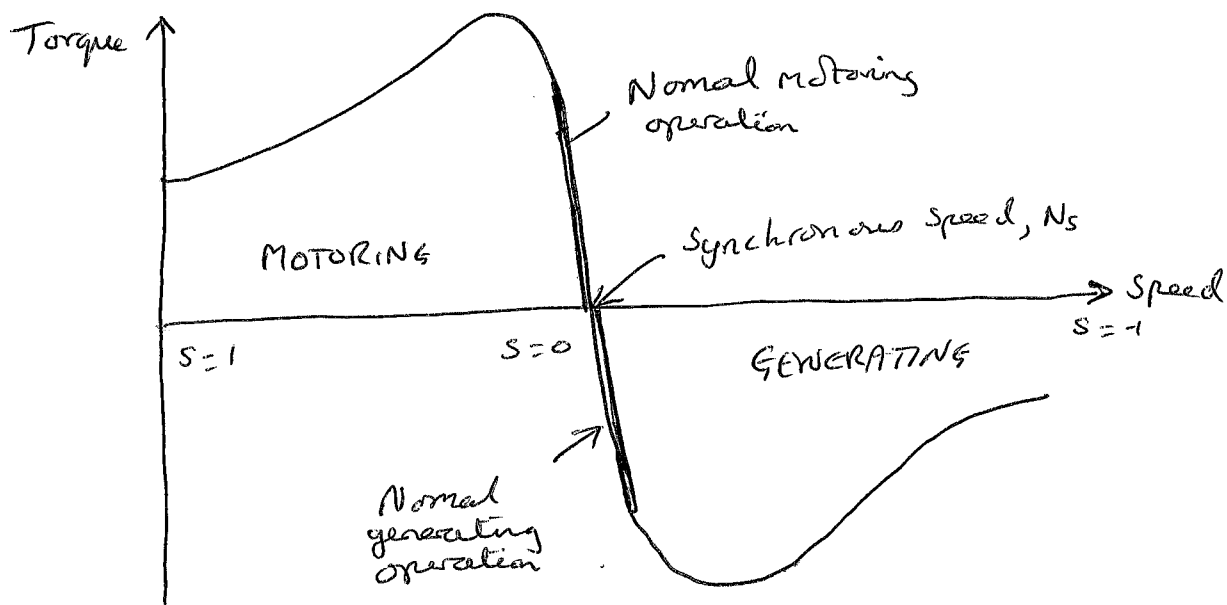 Torque
Nomal motoring
operation
Synchronous speed, Ns
MOTORING
Speed
S=1
S=0
S=-1
GENERATING
Nomal
generating
operation